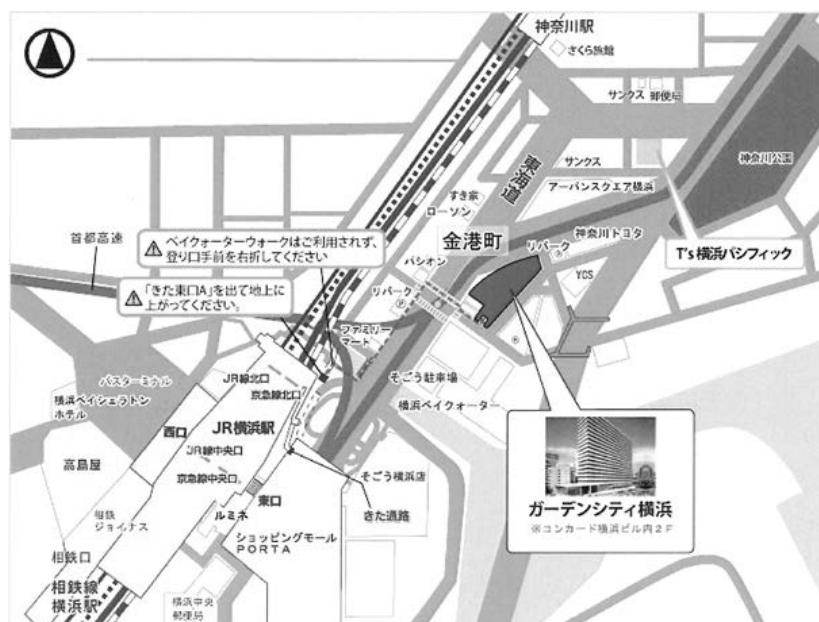 神奈川駅
さくら旅館
サンクス 郵便局
神奈川公園
サンクス
東海道
アーバンスクエア横浜
すき家
ローソン
金港町
神奈川トヨタ
リパーク
T's 横浜パシフィック
首都高速
ベイクォーターウォークはご利用されず、
登り口手前を右折してください
パシオン
YCS
「きた東口A」を出て地上に
上がってください。
リパーク
P
ファミリー
マート
P
バスターミナル
JR線北口
京急線北口
そごう駐車場
横浜ベイシェラトン
ホテル
横浜ベイクォーター
西口
JR横浜駅
高島屋
JR線中央口
京急線中央口
そごう横浜店
東口
きた通路
ガーデンシティ横浜
※コンカード横浜ビル内2F
相鉄
ジョイナス
ルミネ
ショッピングモール
PORTA
相鉄口
相鉄線
横浜駅
横浜中央
郵便局